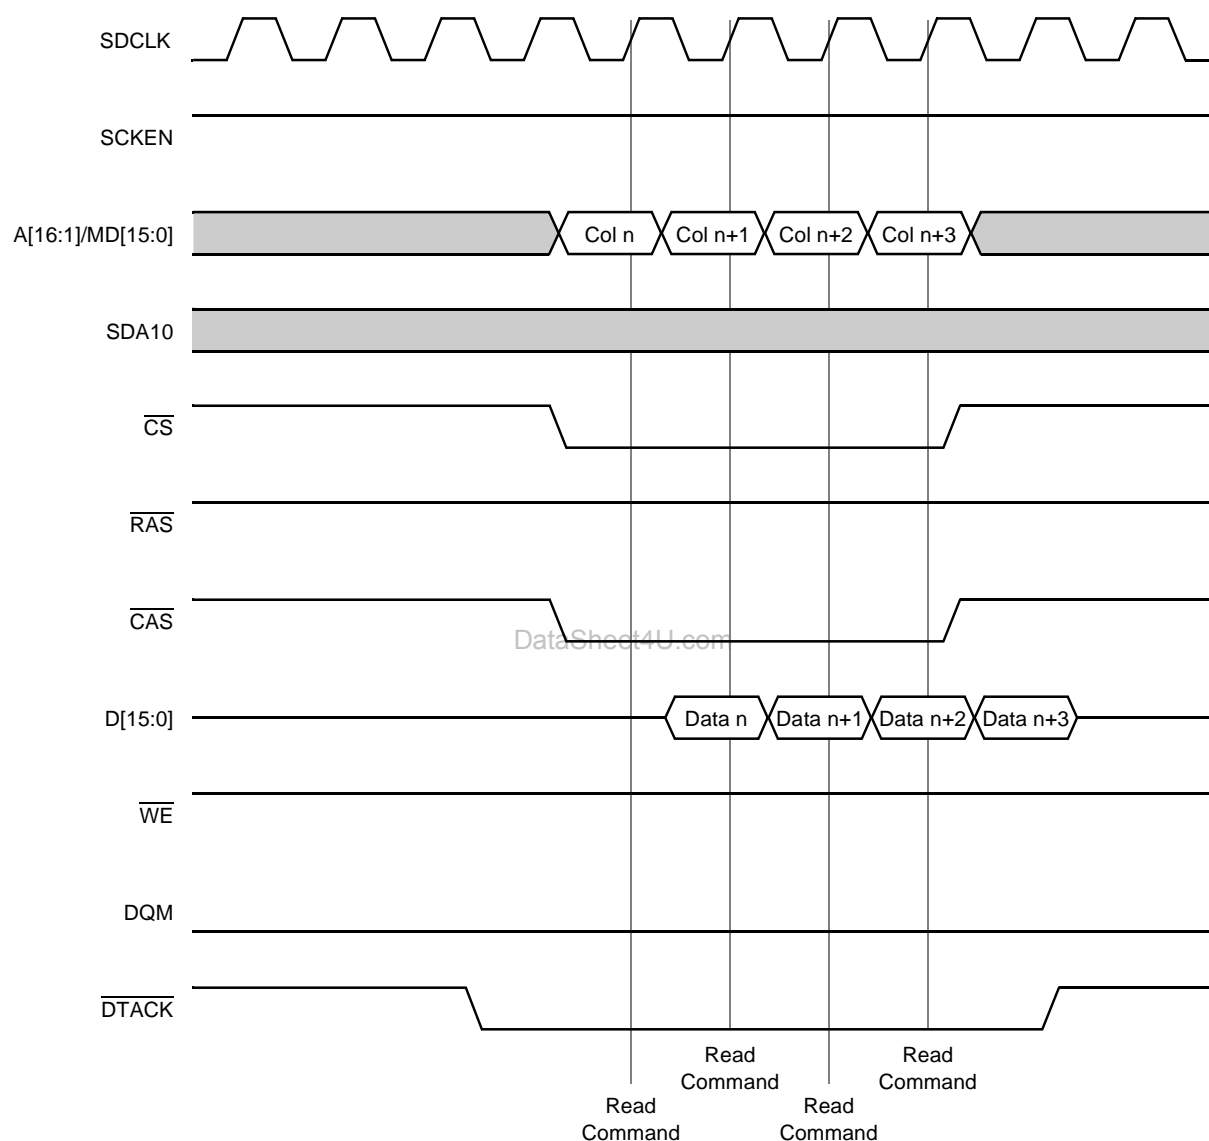 SDCLK
SCKEN
A[16:1]/MD[15:0]
Col n Col n+1 Col n+2 Col n+3
SDA10
CS
RAS
CAS
DataSheet4U.com
D[15:0]
Data n Data n+1 Data n+2 Data n+3
WE
DQM
DTACK
Read
Command
Read
Command
Read
Command
Read
Command